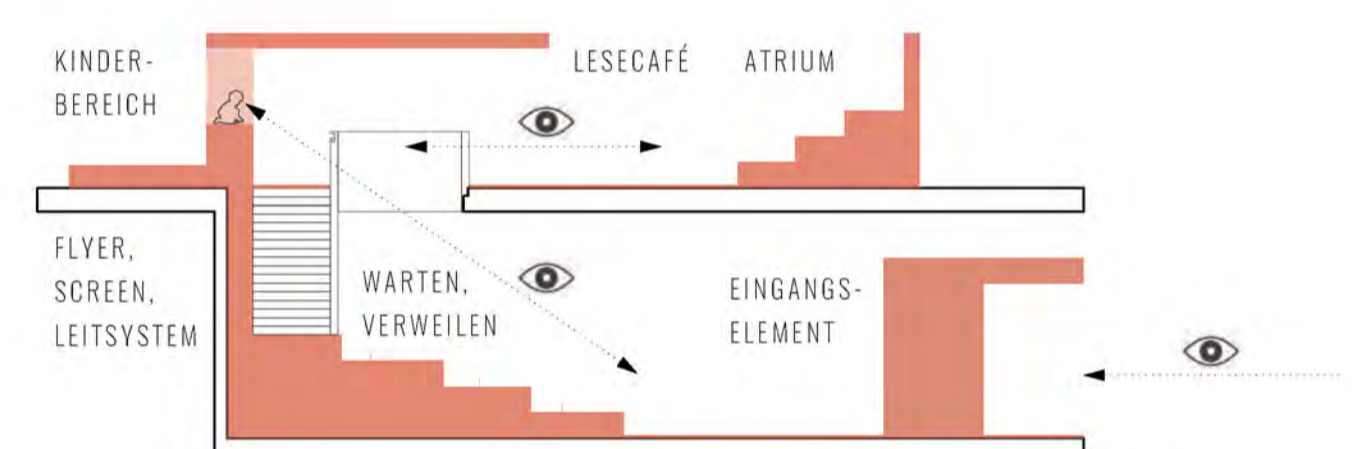 KINDER-
BEREICH
LESECAFÉ
ATRIUM
FLYER,
SCREEN,
LEITSYSTEM
WARTEN,
VERWEILEN
EINGANGS-
ELEMENT